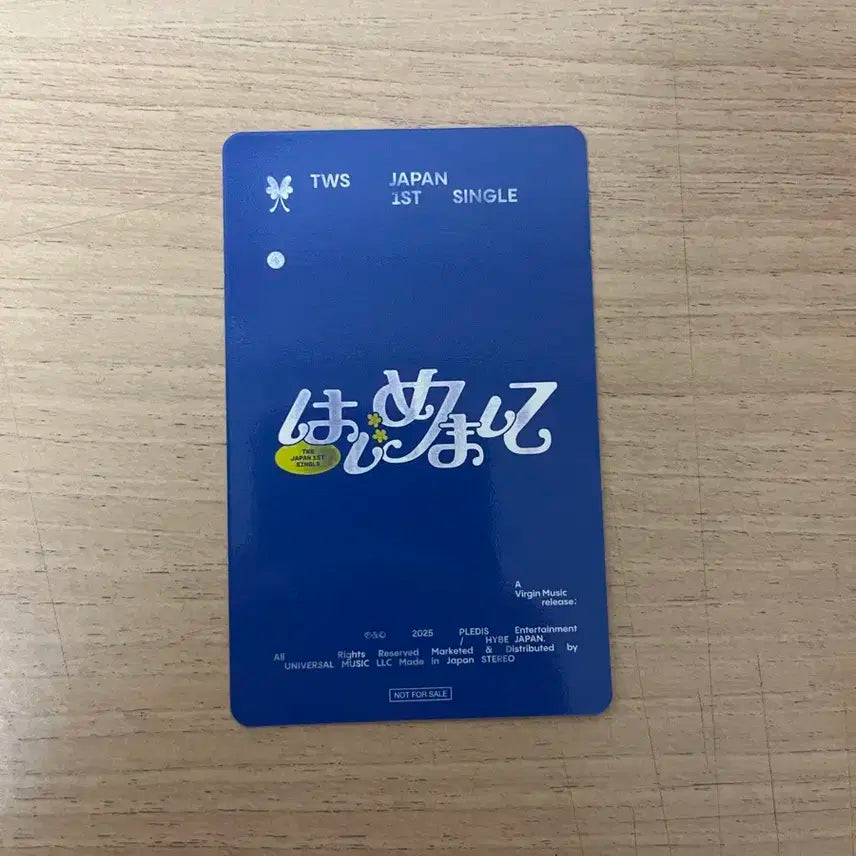 TWS JAPAN
1ST SINGLE
はじめまして
TWS
JAPAN 1ST
SINGLE
A
Virgin Music
release;
℗&© 2025 PLEDIS Entertainment
/ HYBE JAPAN.
All Rights Reserved Marketed & Distributed by
UNIVERSAL MUSIC LLC Made in Japan STEREO
NOT FOR SALE